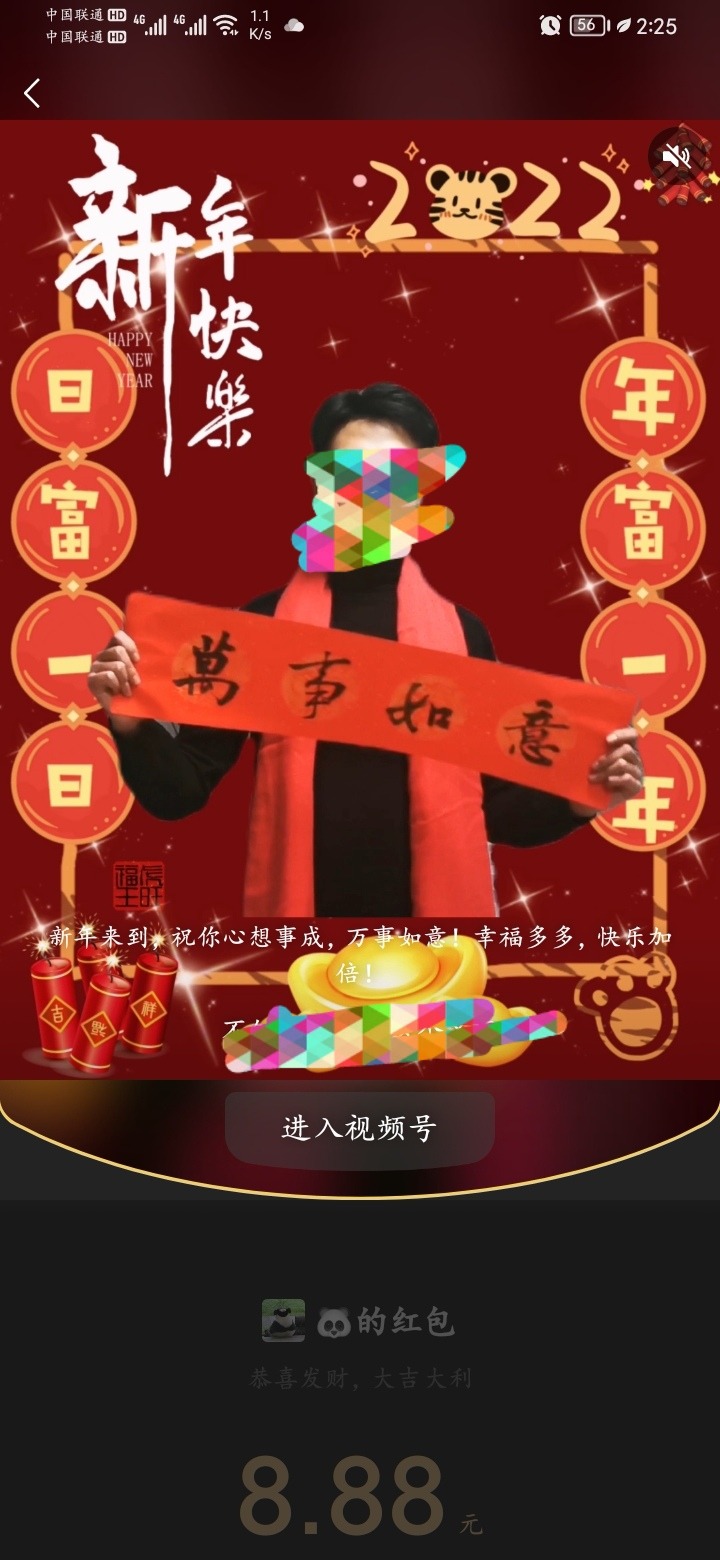 中国联通 HD 4G 4G 1.1 K/s 56 2:25
中国联通 HD
2022
新年快樂
HAPPY
NEW
YEAR
日富一日
年富一年
萬事如意
新年来到，祝你心想事成，万事如意！幸福多多，快乐加
倍！
吉 祥
进入视频号
的红包
恭喜发财，大吉大利
8.88元